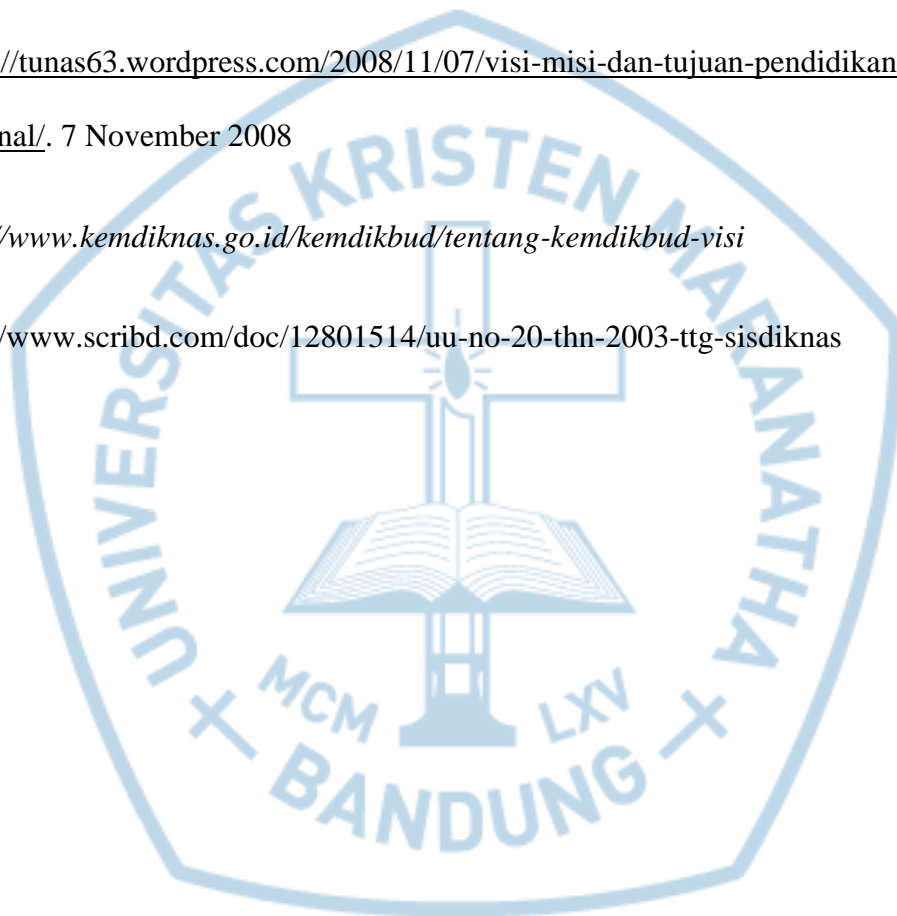 ://tunas63.wordpress.com/2008/11/07/visi-misi-dan-tujuan-pendidikan
nal/. 7 November 2008
/www.kemdiknas.go.id/kemdikbud/tentang-kemdikbud-visi
/www.scribd.com/doc/12801514/uu-no-20-thn-2003-ttg-sisdiknas
UNIVERSITAS KRISTEN MARANATHA
MCM LXV
BANDUNG